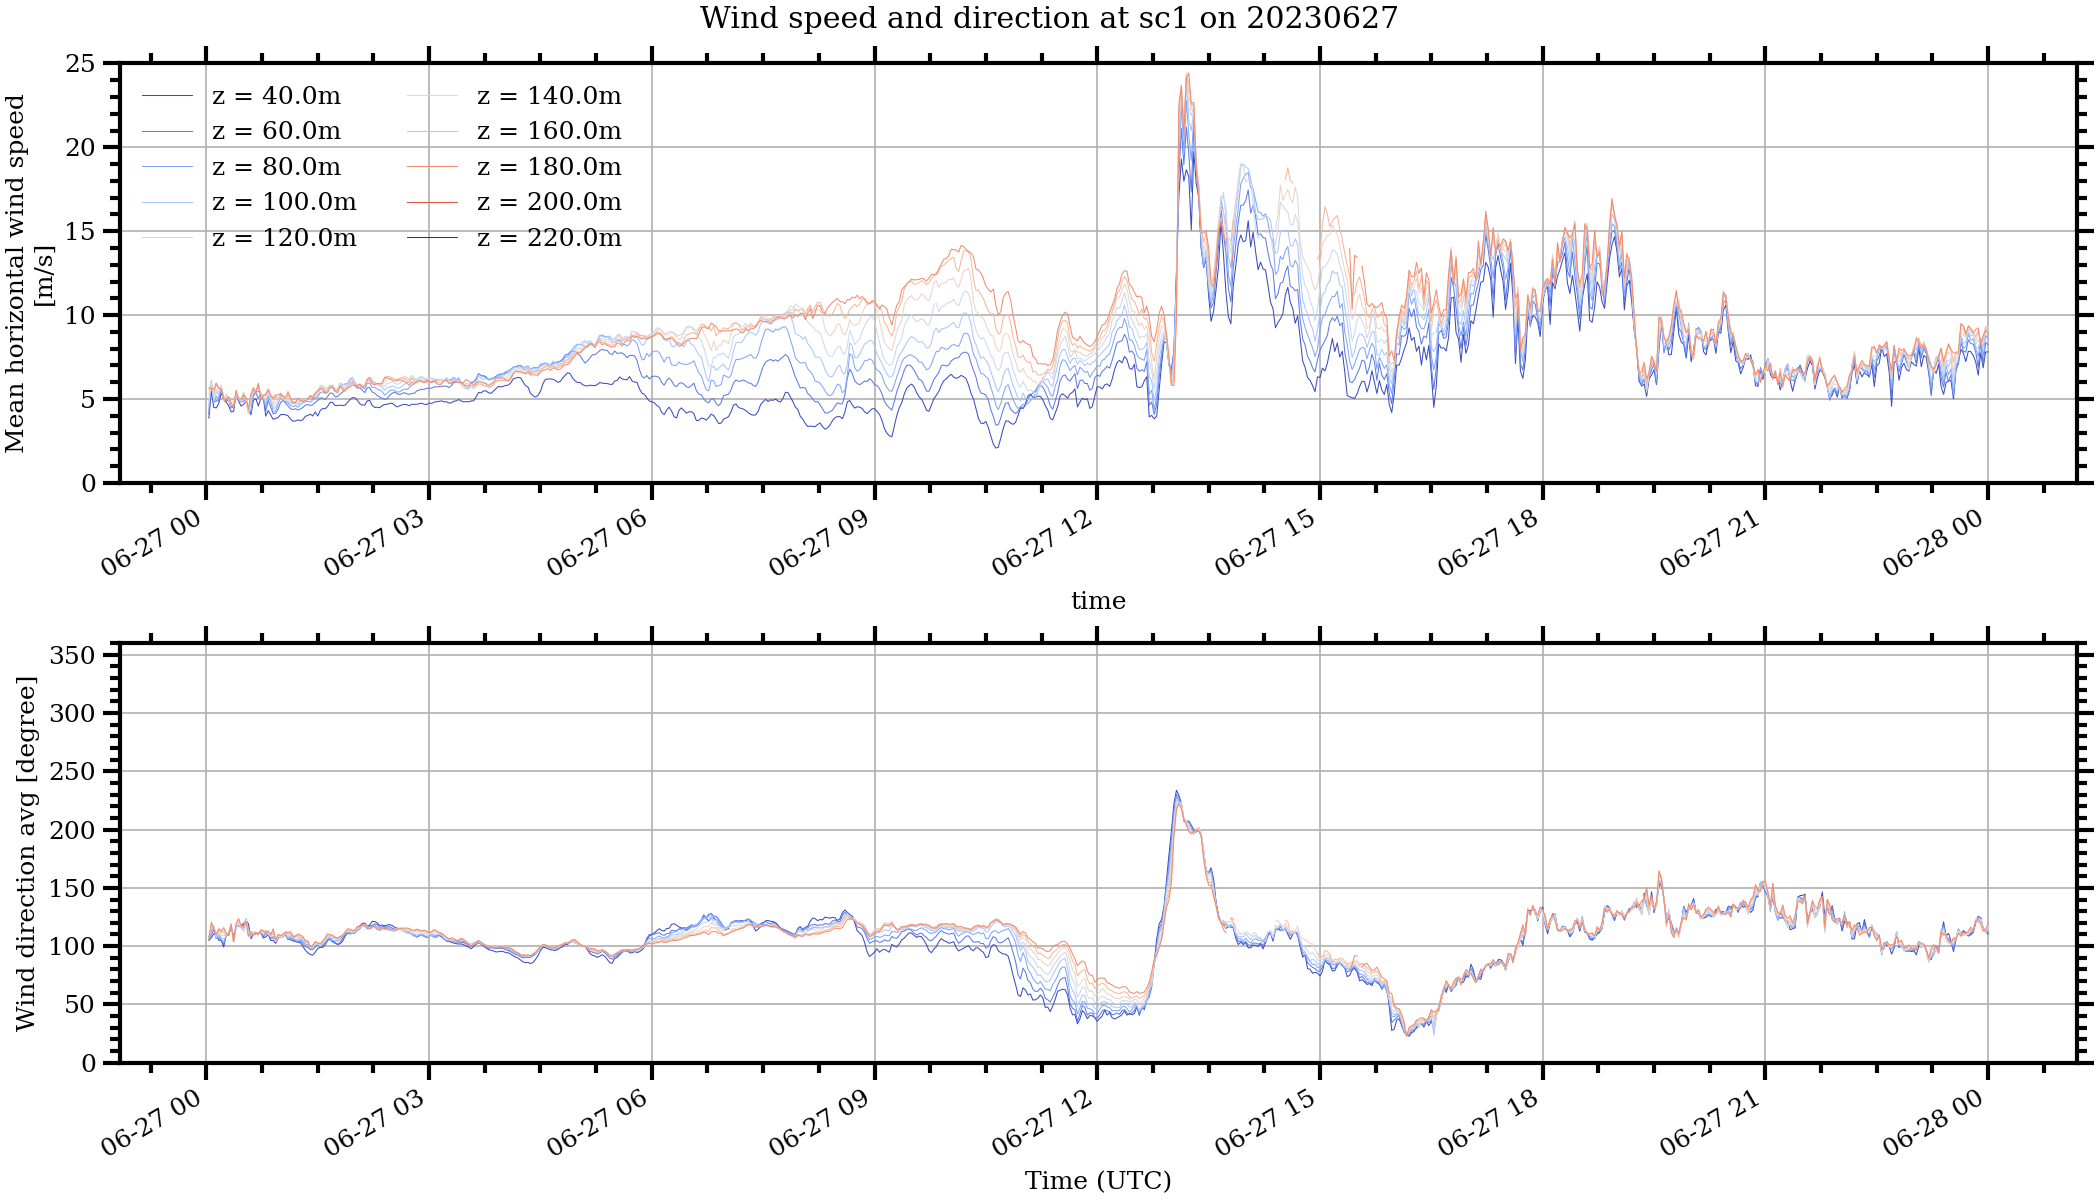 Wind speed and direction at sc1 on 20230627
Mean horizontal wind speed
[m/s]
25
20
15
10
5
0
z = 40.0m
z = 60.0m
z = 80.0m
z = 100.0m
z = 120.0m
z = 140.0m
z = 160.0m
z = 180.0m
z = 200.0m
z = 220.0m
06-27 00
06-27 03
06-27 06
06-27 09
06-27 12
06-27 15
06-27 18
06-27 21
06-28 00
time
Wind direction avg [degree]
350
300
250
200
150
100
50
0
06-27 00
06-27 03
06-27 06
06-27 09
06-27 12
06-27 15
06-27 18
06-27 21
06-28 00
Time (UTC)